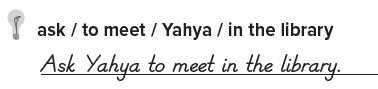 ask / to meet / Yahya / in the library
Ask Yahya to meet in the library.